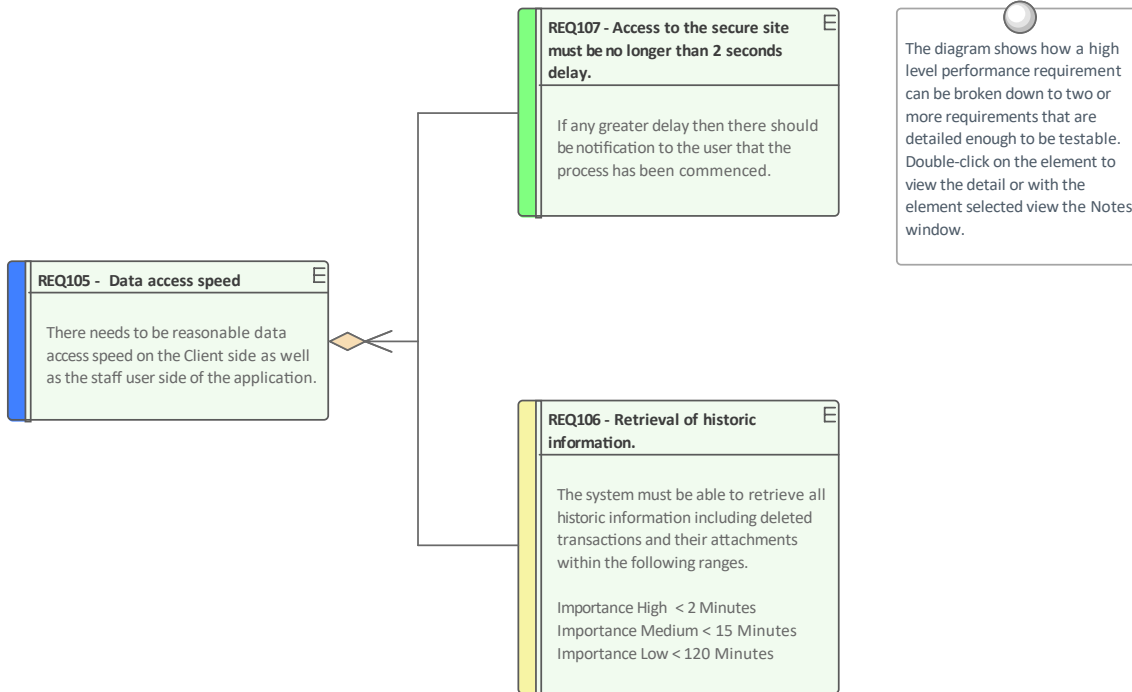 REQ107 - Access to the secure site
must be no longer than 2 seconds
delay.
E
If any greater delay then there should
be notification to the user that the
process has been commenced.
The diagram shows how a high
level performance requirement
can be broken down to two or
more requirements that are
detailed enough to be testable.
Double-click on the element to
view the detail or with the
element selected view the Notes
window.
REQ105 - Data access speed
E
There needs to be reasonable data
access speed on the Client side as well
as the staff user side of the application.
REQ106 - Retrieval of historic
information.
E
The system must be able to retrieve all
historic information including deleted
transactions and their attachments
within the following ranges.
Importance High < 2 Minutes
Importance Medium < 15 Minutes
Importance Low < 120 Minutes